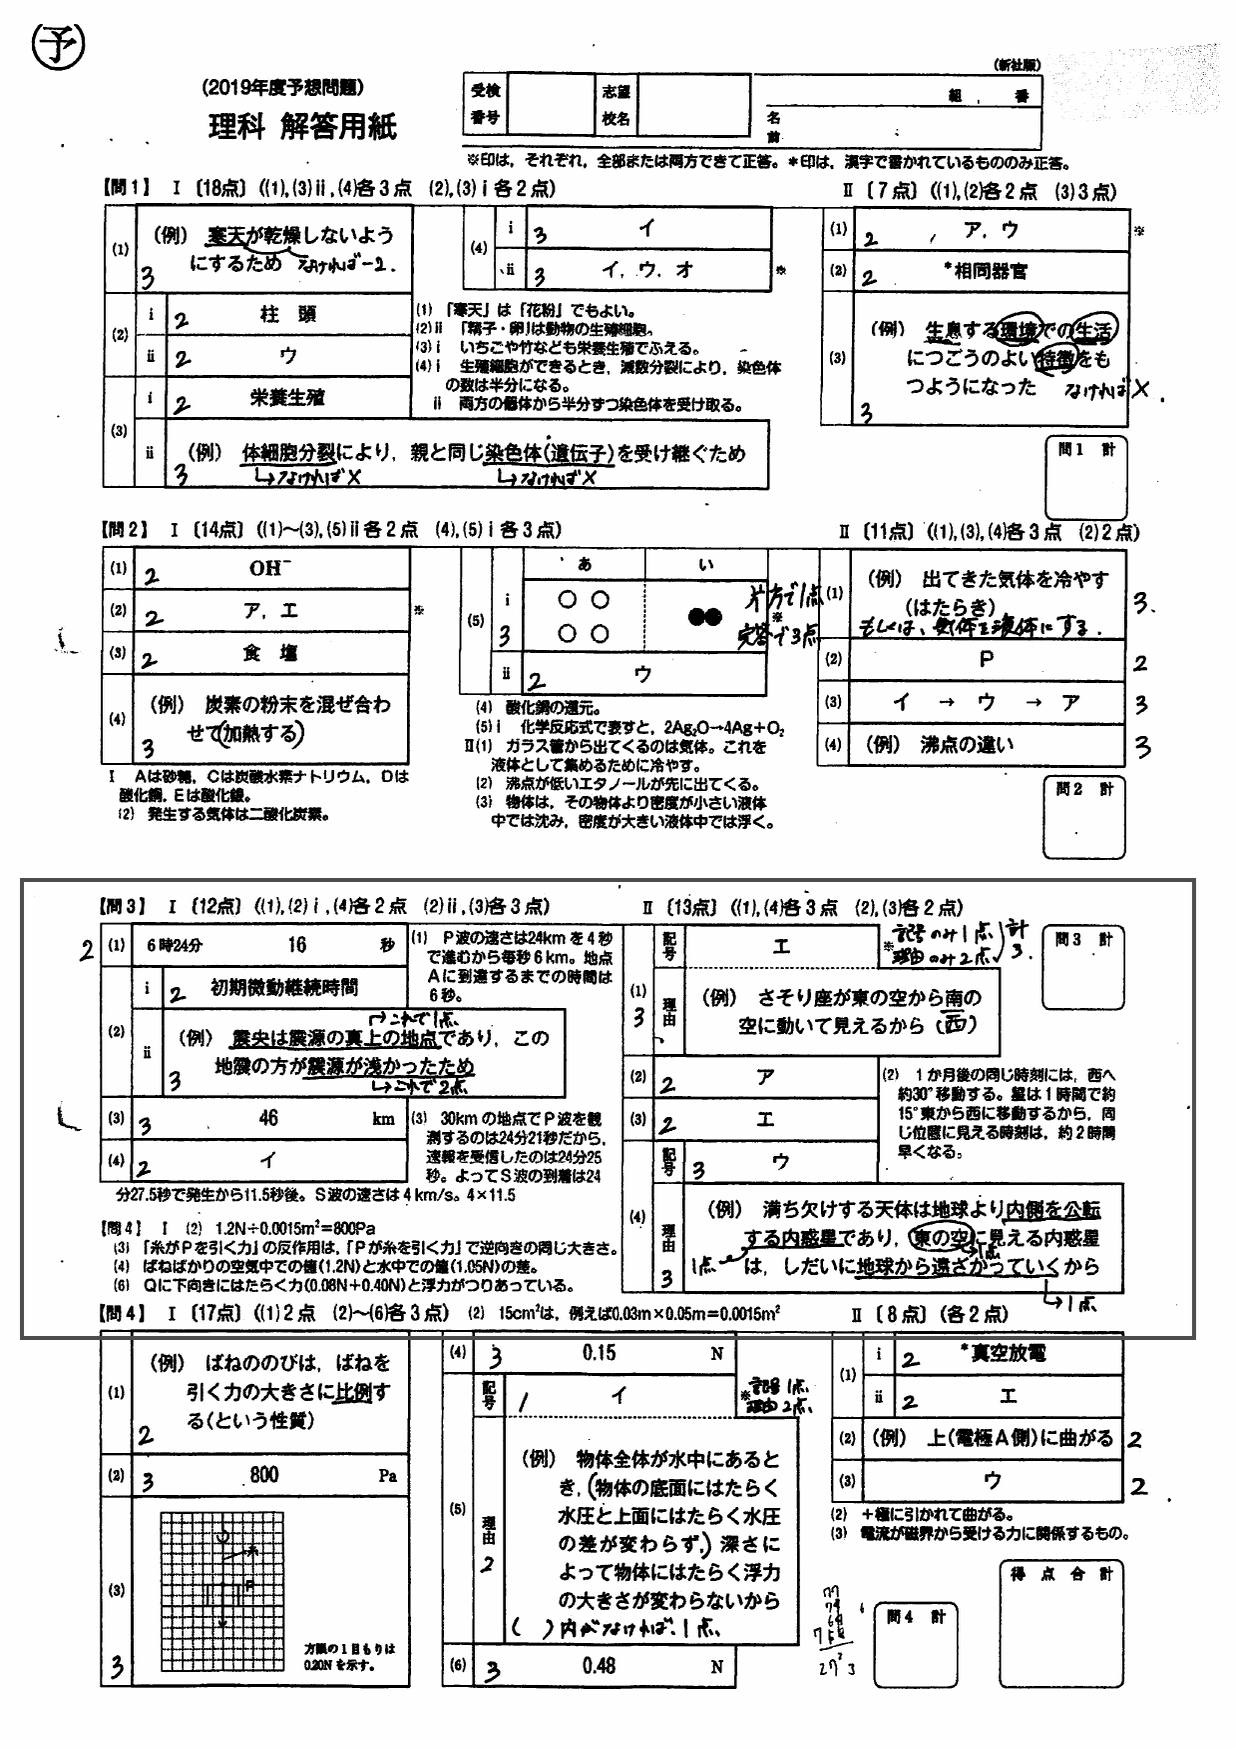 予
(新社版)
(2019年度予想問題)
理科 解答用紙
受検番号
志望校名
組 番
名前
※印は，それぞれ，全部または両方できて正答。*印は，漢字で書かれているもののみ正答。
【問1】 Ⅰ〔18点〕((1),(3)ⅱ,(4)各3点 (2),(3)ⅰ各2点)
(1) (例) 寒天が乾燥しないよう
にするため なければ-2.
3
(2) ⅰ 2 柱頭
ⅱ 2 ウ
(3) ⅰ 2 栄養生殖
ⅱ (例) 体細胞分裂により，親と同じ染色体(遺伝子)を受け継ぐため
3 →なければX →なければX
(4) ⅰ 3 イ
ⅱ 3 イ，ウ，オ ※
(1) 「寒天」は「花粉」でもよい。
(2)ⅱ 「精子・卵」は動物の生殖細胞。
(3)ⅰ いちごや竹なども栄養生殖でふえる。
(4)ⅰ 生殖細胞ができるとき，減数分裂により，染色体
の数は半分になる。
ⅱ 両方の個体から半分ずつ染色体を受け取る。
Ⅱ〔7点〕((1),(2)各2点 (3)3点)
(1) 2 ア，ウ ※
(2) 2 *相同器官
(3) (例) 生息する環境での生活
につごうのよい特徴をも
つようになった なければX.
3
問1 計
【問2】 Ⅰ〔14点〕((1)～(3),(5)ⅱ各2点 (4),(5)ⅰ各3点)
(1) 2 OH⁻
(2) 2 ア，エ ※
(3) 2 食塩
(4) (例) 炭素の粉末を混ぜ合わ
せて(加熱する)
3
Ⅰ Aは砂糖，Cは炭酸水素ナトリウム，Dは
酸化銅，Eは酸化銀。
(2) 発生する気体は二酸化炭素。
(5) あ い
ⅰ 3 ○○ ○○ ●● ※ 片方で1点
完答で3点
ⅱ 2 ウ
(4) 酸化銅の還元。
(5)ⅰ 化学反応式で表すと，2Ag₂O→4Ag+O₂
Ⅱ(1) ガラス管から出てくるのは気体。これを
液体として集めるために冷やす。
(2) 沸点が低いエタノールが先に出てくる。
(3) 物体は，その物体より密度が小さい液体
中では沈み，密度が大きい液体中では浮く。
Ⅱ〔11点〕((1),(3),(4)各3点 (2)2点)
(1) (例) 出てきた気体を冷やす
(はたらき) 3.
もしくは、気体を液体にする.
(2) P 2
(3) イ → ウ → ア 3
(4) (例) 沸点の違い 3
問2 計
【問3】 Ⅰ〔12点〕((1),(2)ⅰ,(4)各2点 (2)ⅱ,(3)各3点)
2 (1) 6時24分 16 秒
(2) ⅰ 2 初期微動継続時間
→これで1点
ⅱ (例) 震央は震源の真上の地点であり，この
地震の方が震源が浅かったため
3 →これで2点
(3) 3 46 km
(4) 2 イ
(1) P波の速さは24kmを4秒
で進むから毎秒6km。地点
Aに到達するまでの時間は
6秒。
(3) 30kmの地点でP波を観
測するのは24分21秒だから，
速報を受信したのは24分25
秒。よってS波の到着は24
分27.5秒で発生から11.5秒後。S波の速さは4km/s。4×11.5
Ⅱ〔13点〕((1),(4)各3点 (2),(3)各2点)
(1) 3 記号 エ ※ 記号のみ1点
理由のみ2点 計3.
理由 (例) さそり座が東の空から南の
空に動いて見えるから (西)
(2) 2 ア
(3) 2 エ
(2) 1か月後の同じ時刻には，西へ
約30°移動する。星は1時間で約
15°東から西に移動するから，同
じ位置に見える時刻は，約2時間
早くなる。
(4) 記号 3 ウ
理由 3 (例) 満ち欠けする天体は地球より内側を公転
する内惑星であり，東の空に見える内惑星
1点 1点
は，しだいに地球から遠ざかっていくから
→1点
問3 計
【問4】 Ⅰ (2) 1.2N÷0.0015m²=800Pa
(3) 「糸がPを引く力」の反作用は，「Pが糸を引く力」で逆向きの同じ大きさ。
(4) ばねばかりの空気中での値(1.2N)と水中での値(1.05N)の差。
(6) Qに下向きにはたらく力(0.08N+0.40N)と浮力がつりあっている。
【問4】 Ⅰ〔17点〕((1)2点 (2)～(6)各3点) (2) 15cm²は，例えば0.03m×0.05m=0.0015m²
(1) (例) ばねののびは，ばねを
引く力の大きさに比例す
る(という性質)
2
(2) 3 800 Pa
(3) 糸 P
方眼の1目もりは
0.20Nを示す。
3
(4) 3 0.15 N
(5) 記号 1 イ ※ 記号1点
理由2点
理由 2 (例) 物体全体が水中にあると
き，(物体の底面にはたらく
水圧と上面にはたらく水圧
の差が変わらず，)深さに
よって物体にはたらく浮力
の大きさが変わらないから
( )内がなければ、1点
(6) 3 0.48 N
Ⅱ〔8点〕(各2点)
(1) ⅰ 2 *真空放電
ⅱ 2 エ
(2) (例) 上(電極A側)に曲がる 2
(3) ウ 2
(2) +極に引かれて曲がる。
(3) 電流が磁界から受ける力に関係するもの。
問4 計
得点合計